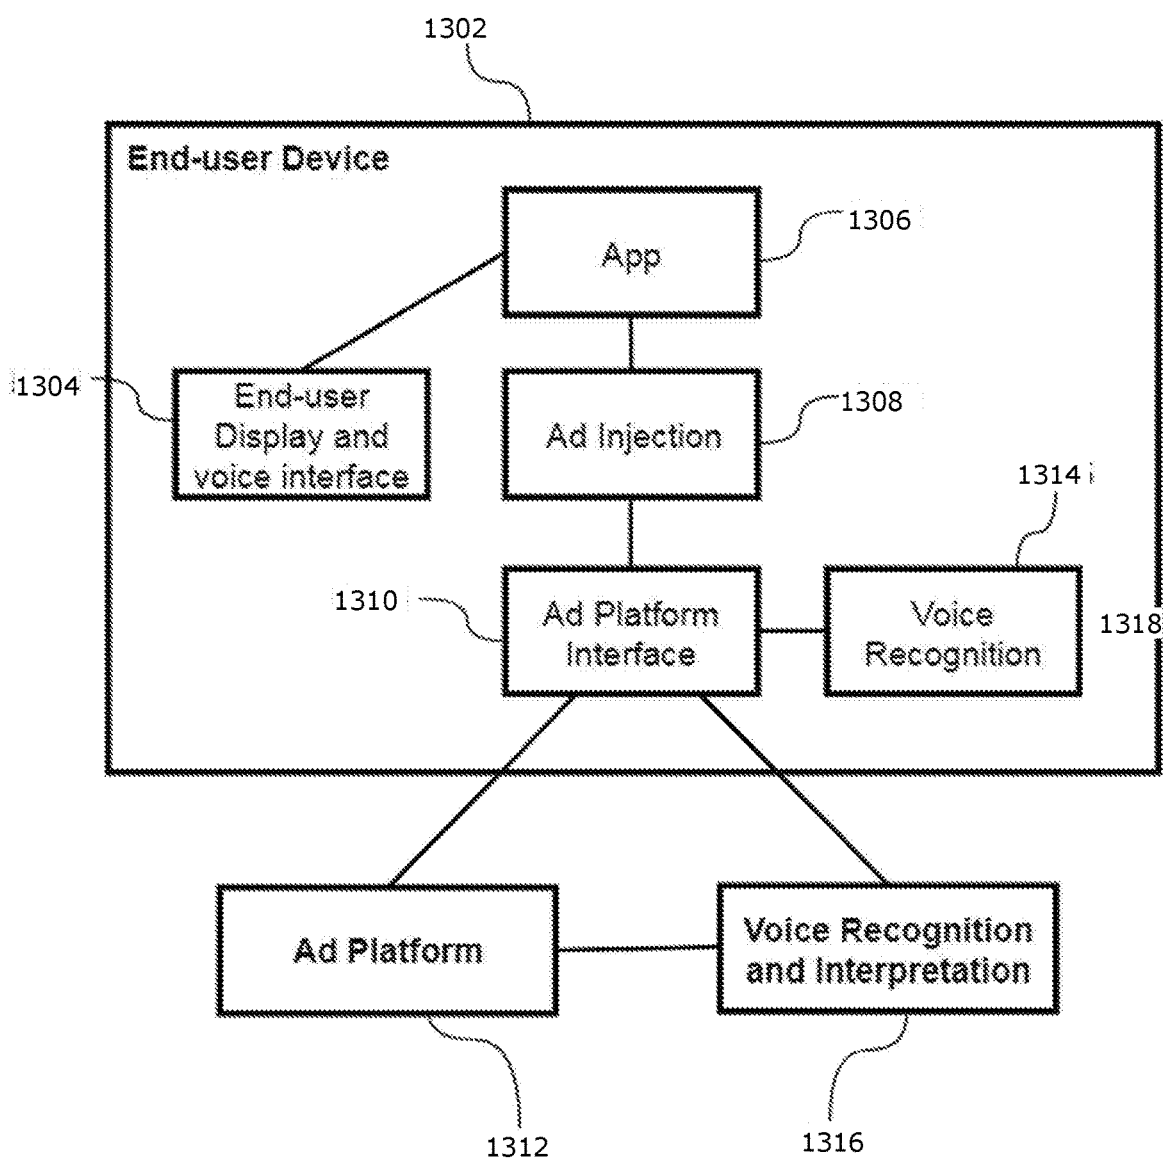 1302
End-user Device
1306
App
1304
End-user
Display and
voice interface
1308
Ad Injection
1314
1310
Ad Platform
Interface
Voice
Recognition
1318
Ad Platform
Voice Recognition
and Interpretation
1312
1316